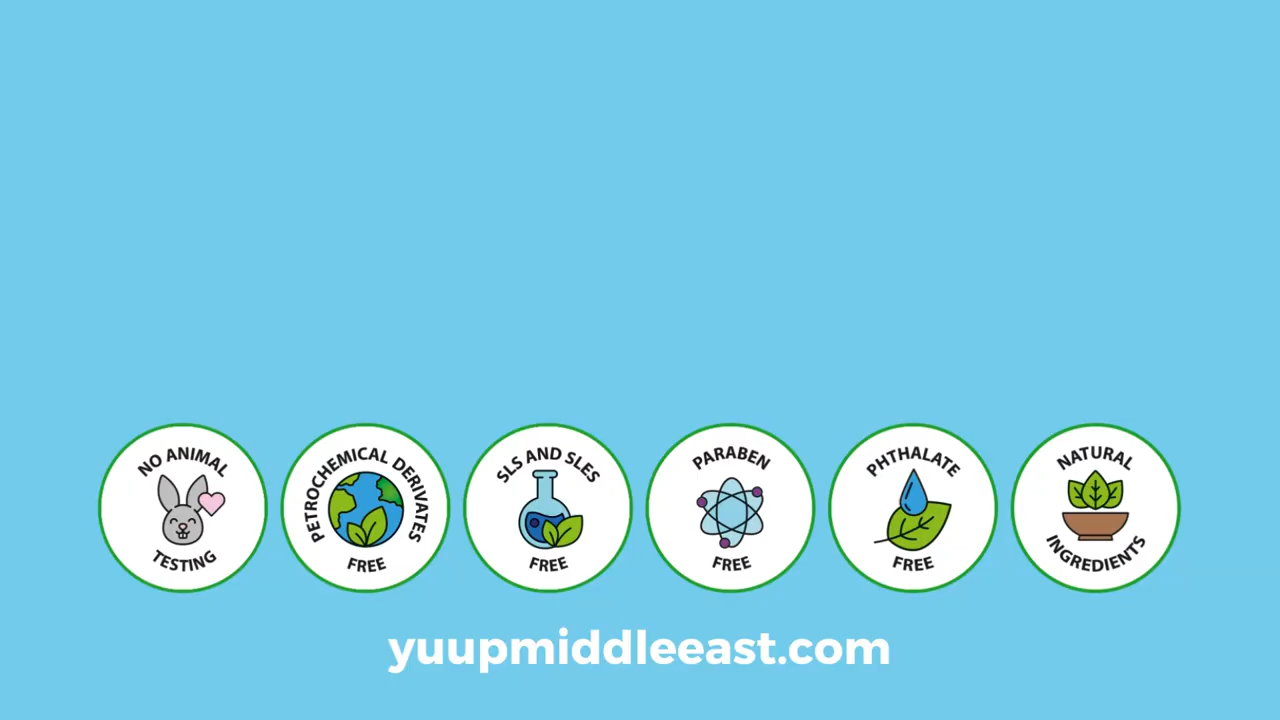 NO ANIMAL
TESTING
PETROCHEMICAL DERIVATES
FREE
SLS AND SLES
FREE
PARABEN
FREE
PHTHALATE
FREE
NATURAL
INGREDIENTS
yuupmiddleeast.com